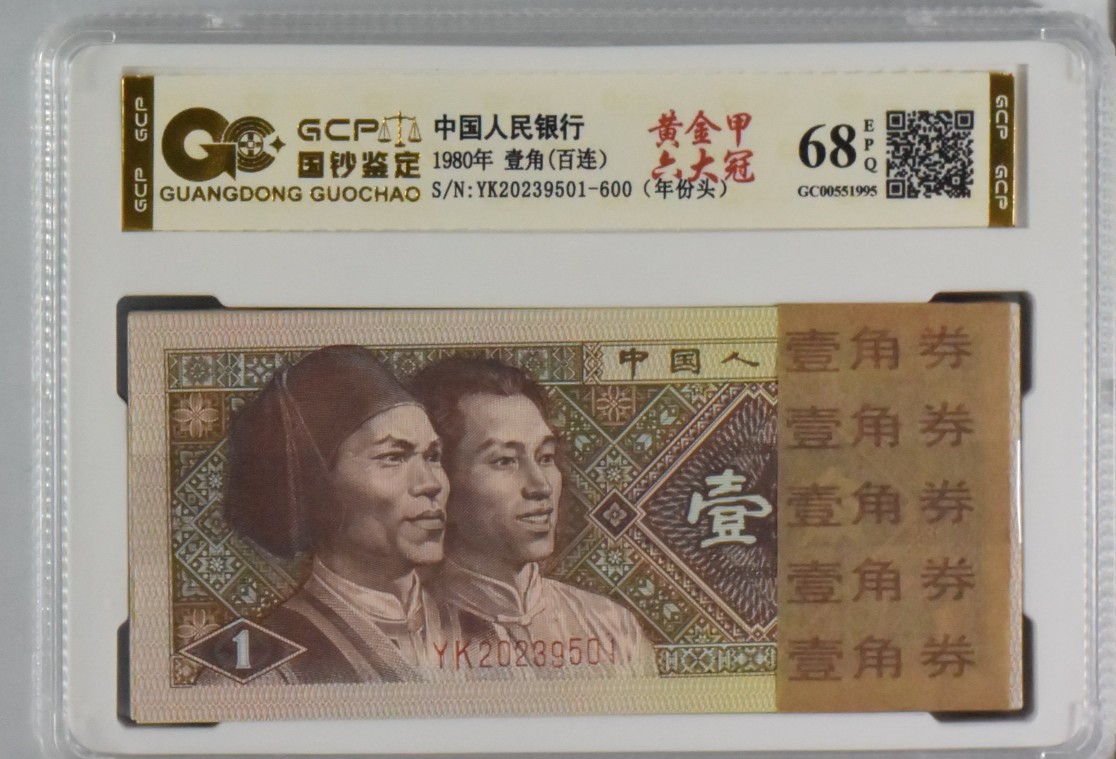 GCP GCP
GCP
国钞鉴定
GUANGDONG GUOCHAO
中国人民银行
1980年 壹角(百连)
S/N:YK20239501-600（年份头）
黄金甲
六大冠
68
EPQ
GC00551995
GCP GCP
中国人
壹
1
YK20239501
壹角券
壹角券
壹角券
壹角券
壹角券